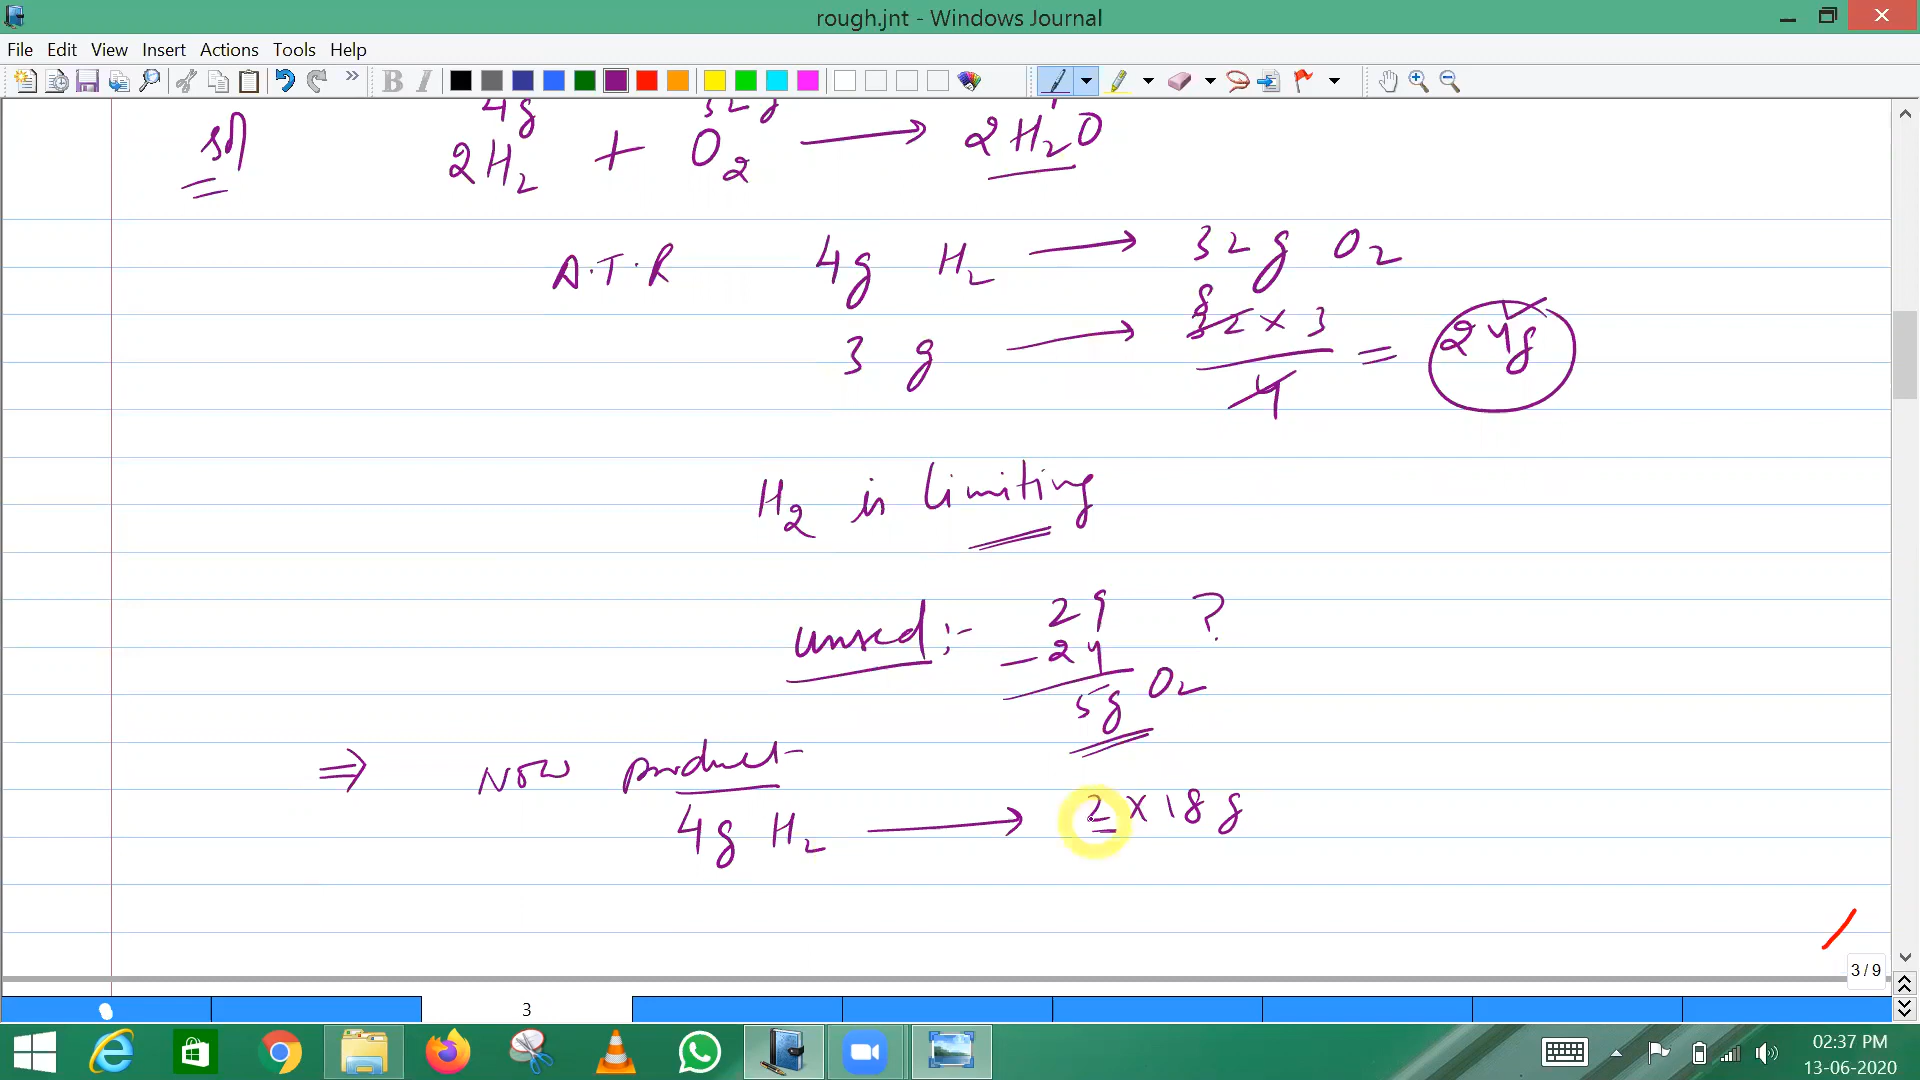 rough.jnt - Windows Journal
File Edit View Insert Actions Tools Help
B I
4g 32g
sol 2H₂ + O₂ ⟶ 2H₂O
A.T.R 4g H₂ ⟶ 32g O₂
8
3 g ⟶ 32 x 3 = 24g
4
H₂ is limiting
unsed :- 29 ?
- 24
5g O₂
⇒ Now product
4g H₂ ⟶ 2 x 18 g
3 / 9
3
02:37 PM
13-06-2020